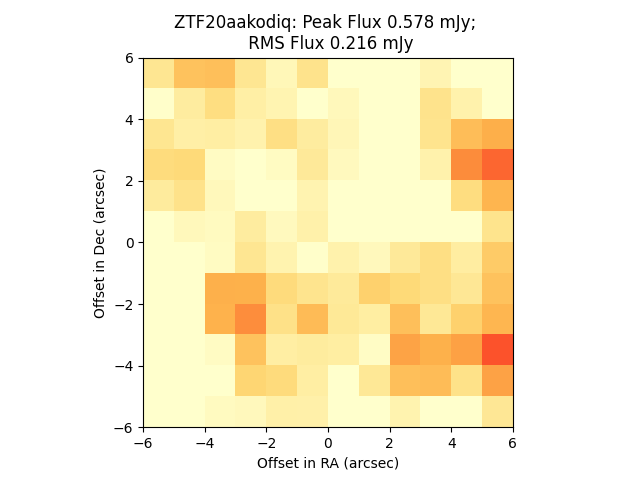 ZTF20aakodiq: Peak Flux 0.578 mJy;
RMS Flux 0.216 mJy
6
4
2
0
−2
−4
−6
Offset in Dec (arcsec)
−6 −4 −2 0 2 4 6
Offset in RA (arcsec)